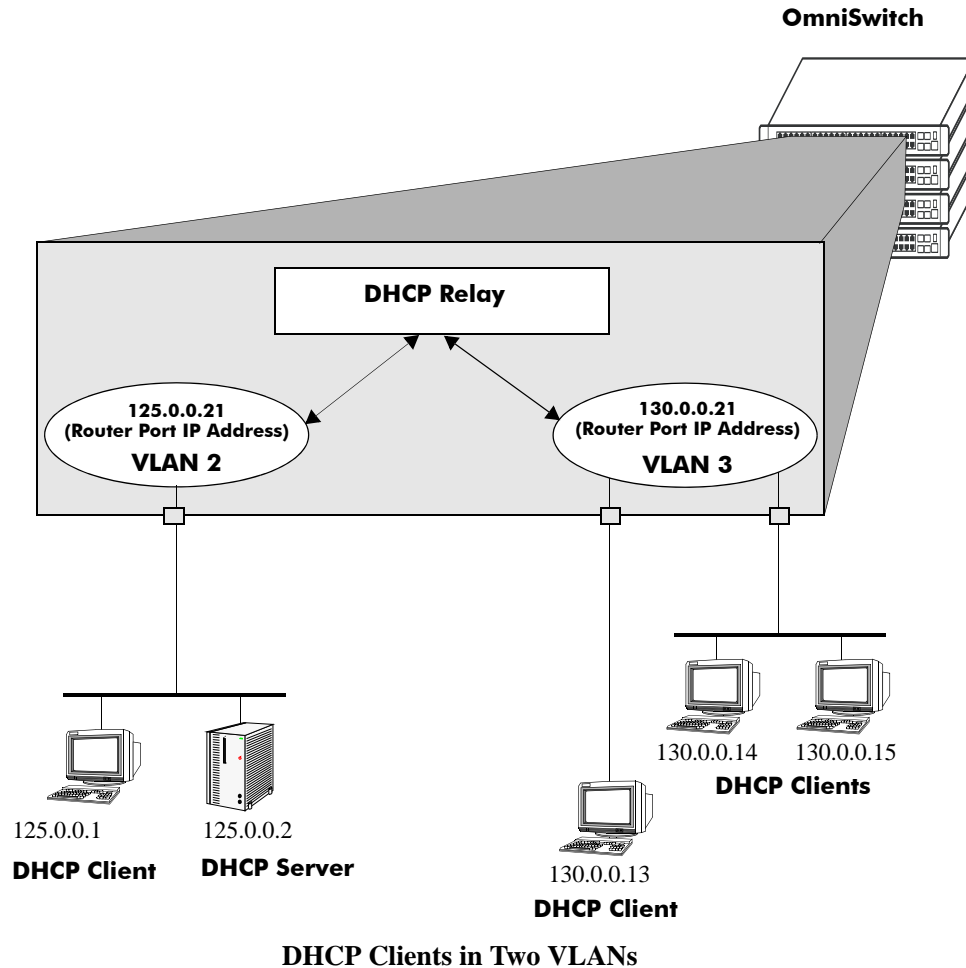 OmniSwitch
DHCP Relay
125.0.0.21
(Router Port IP Address)
VLAN 2
130.0.0.21
(Router Port IP Address)
VLAN 3
125.0.0.1
DHCP Client
125.0.0.2
DHCP Server
130.0.0.13
DHCP Client
130.0.0.14
130.0.0.15
DHCP Clients
DHCP Clients in Two VLANs